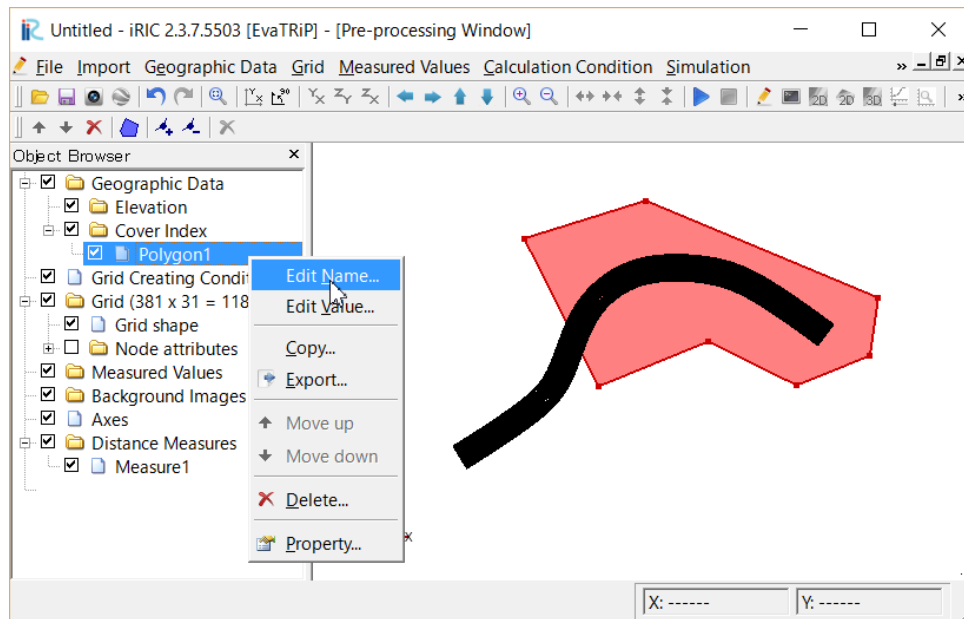 Untitled - iRIC 2.3.7.5503 [EvaTRiP] - [Pre-processing Window]
File Import Geographic Data Grid Measured Values Calculation Condition Simulation »
Object Browser
Geographic Data
Elevation
Cover Index
Polygon1
Grid Creating Condit
Grid (381 x 31 = 118
Grid shape
Node attributes
Measured Values
Background Images
Axes
Distance Measures
Measure1
Edit Name...
Edit Value...
Copy...
Export...
Move up
Move down
Delete...
Property...
x
X: ------
Y: ------